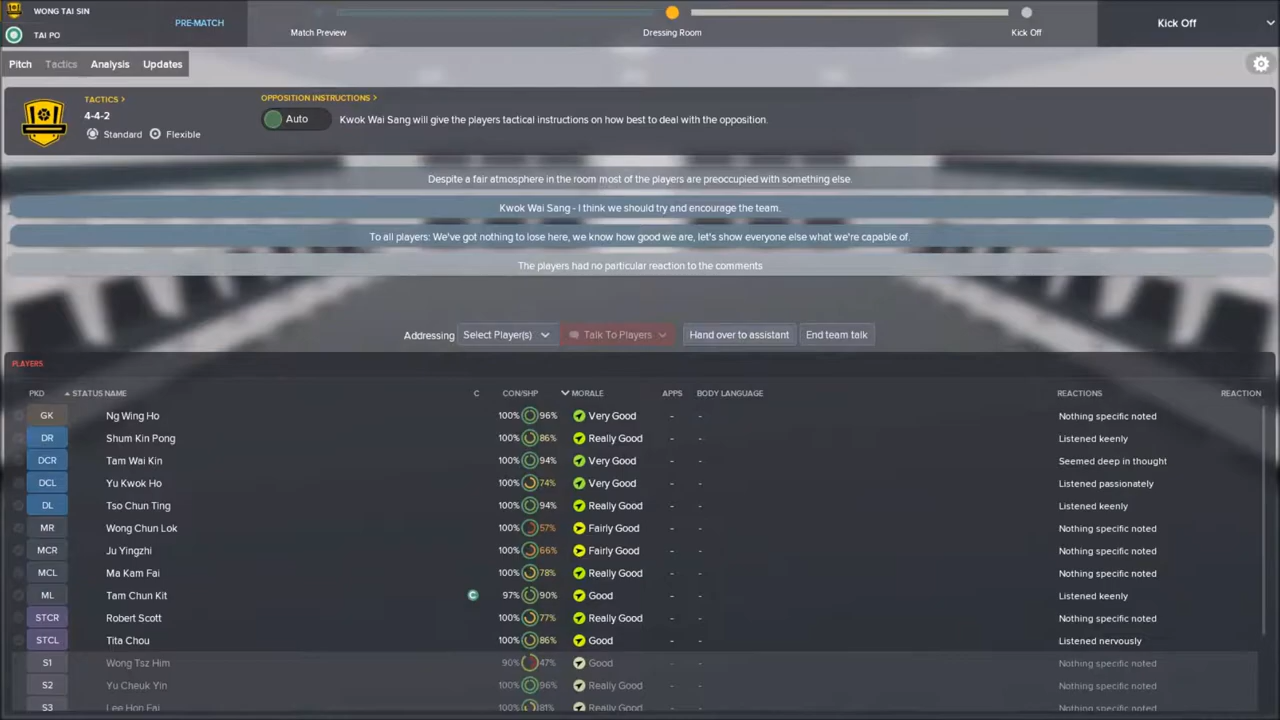 WONG TAI SIN
TAI PO
PRE-MATCH
Match Preview
Dressing Room
Kick Off
Kick Off
Pitch Tactics Analysis Updates
TACTICS >
4-4-2
Standard Flexible
OPPOSITION INSTRUCTIONS >
Auto
Kwok Wai Sang will give the players tactical instructions on how best to deal with the opposition.
Despite a fair atmosphere in the room most of the players are preoccupied with something else.
Kwok Wai Sang - I think we should try and encourage the team.
To all players: We've got nothing to lose here, we know how good we are, let's show everyone else what we're capable of.
The players had no particular reaction to the comments
Addressing Select Player(s) Talk To Players Hand over to assistant End team talk
PLAYERS
PKD STATUS NAME C CON/SHP MORALE APPS BODY LANGUAGE REACTIONS REACTION
GK Ng Wing Ho 100% 96% Very Good - - Nothing specific noted
DR Shum Kin Pong 100% 86% Really Good - - Listened keenly
DCR Tam Wai Kin 100% 94% Very Good - - Seemed deep in thought
DCL Yu Kwok Ho 100% 74% Very Good - - Listened passionately
DL Tso Chun Ting 100% 94% Really Good - - Listened keenly
MR Wong Chun Lok 100% 57% Fairly Good - - Nothing specific noted
MCR Ju Yingzhi 100% 66% Fairly Good - - Nothing specific noted
MCL Ma Kam Fai 100% 78% Really Good - - Nothing specific noted
ML Tam Chun Kit C 97% 90% Good - - Listened keenly
STCR Robert Scott 100% 77% Really Good - - Nothing specific noted
STCL Tita Chou 100% 86% Good - - Listened nervously
S1 Wong Tsz Him 90% 47% Good - - Nothing specific noted
S2 Yu Cheuk Yin 100% 96% Really Good - - Nothing specific noted
S3 Lee Hon Fai 100% 81% Really Good - - Nothing specific noted